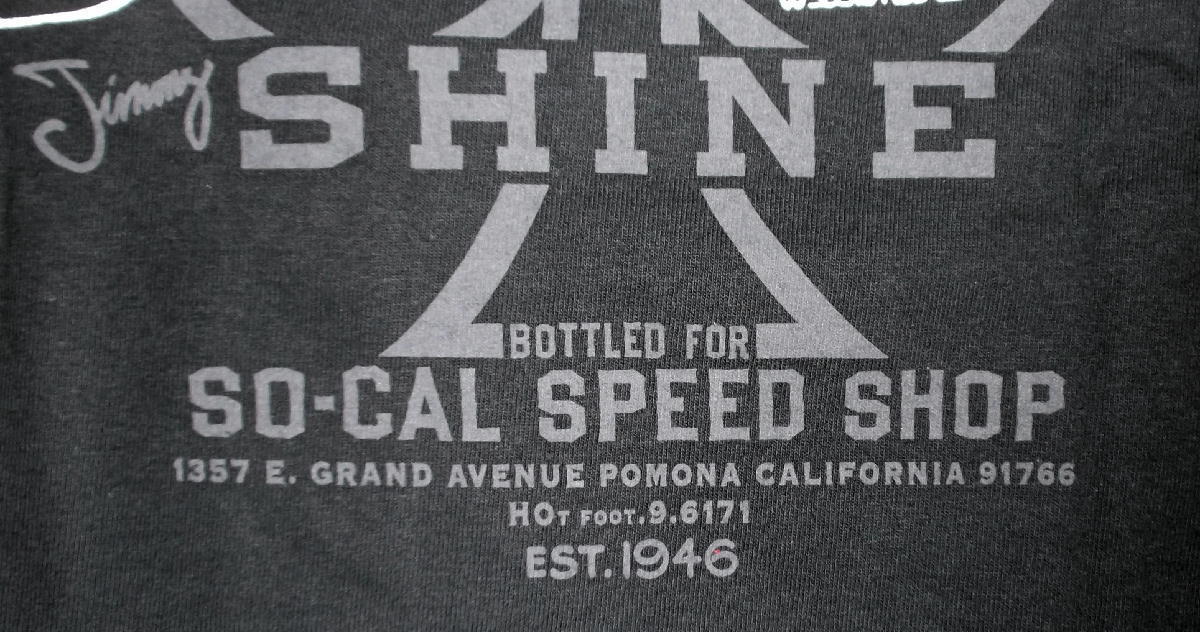 Jimmy SHINE
BOTTLED FOR
SO-CAL SPEED SHOP
1357 E. GRAND AVENUE POMONA CALIFORNIA 91766
HOT FOOT.9.6171
EST.1946